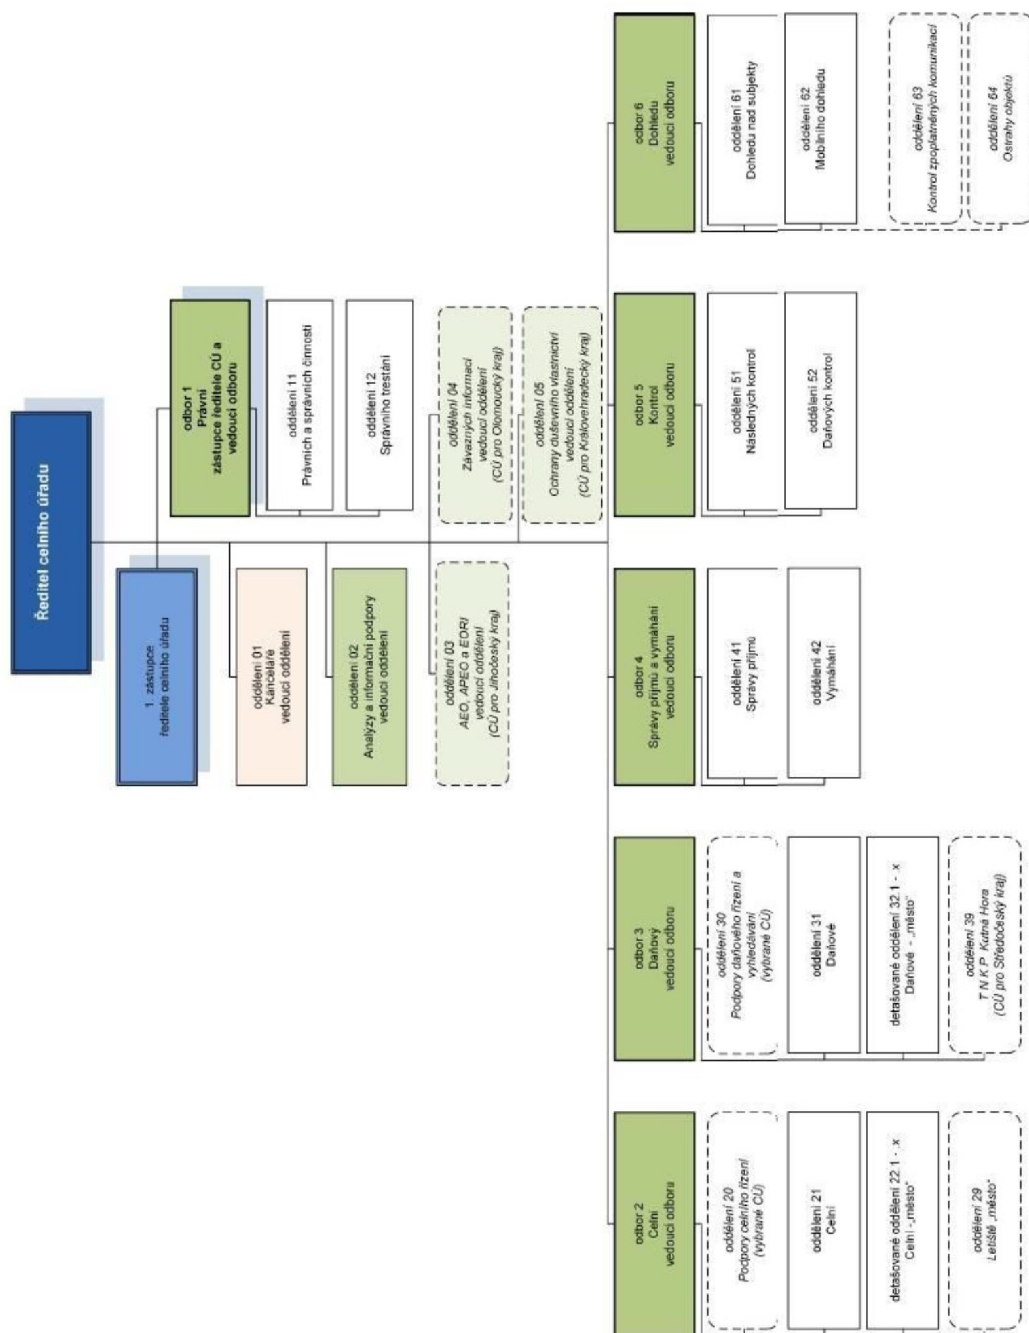 Ředitel celního úřadu
1. zástupce
ředitele celního úřadu
odbor 1
Právní
zástupce ředitele CÚ a
vedoucí odboru
oddělení 11
Právních a správních činností
oddělení 12
Správního trestání
oddělení 01
Kanceláře
vedoucí oddělení
oddělení 02
Analýzy a informační podpory
vedoucí oddělení
oddělení 03
AEO, APEO a EORI
vedoucí oddělení
(CÚ pro Jihočeský kraj)
oddělení 04
Závazných informací
vedoucí oddělení
(CÚ pro Olomoucký kraj)
oddělení 05
Ochrany duševního vlastnictví
vedoucí oddělení
(CÚ pro Královehradecký kraj)
odbor 2
Celní
vedoucí odboru
oddělení 20
Podpory celního řízení
(vybrané CÚ)
oddělení 21
Celní
detašované oddělení 22.1 - .x
Celní -„město“
oddělení 29
Letiště „město“
odbor 3
Daňový
vedoucí odboru
oddělení 30
Podpory daňového řízení a
vyhledávání
(vybrané CÚ)
oddělení 31
Daňové
detašované oddělení 32.1 - .x
Daňové - „město“
oddělení 39
T N K P Kutná Hora
(CÚ pro Středočeský kraj)
odbor 4
Správy příjmů a vymáhání
vedoucí odboru
oddělení 41
Správy příjmů
oddělení 42
Vymáhání
odbor 5
Kontrol
vedoucí odboru
oddělení 51
Následných kontrol
oddělení 52
Daňových kontrol
odbor 6
Dohledu
vedoucí odboru
oddělení 61
Dohledu nad subjekty
oddělení 62
Mobilního dohledu
oddělení 63
Kontrol zpoplatněných komunikací
oddělení 64
Ostrahy objektů